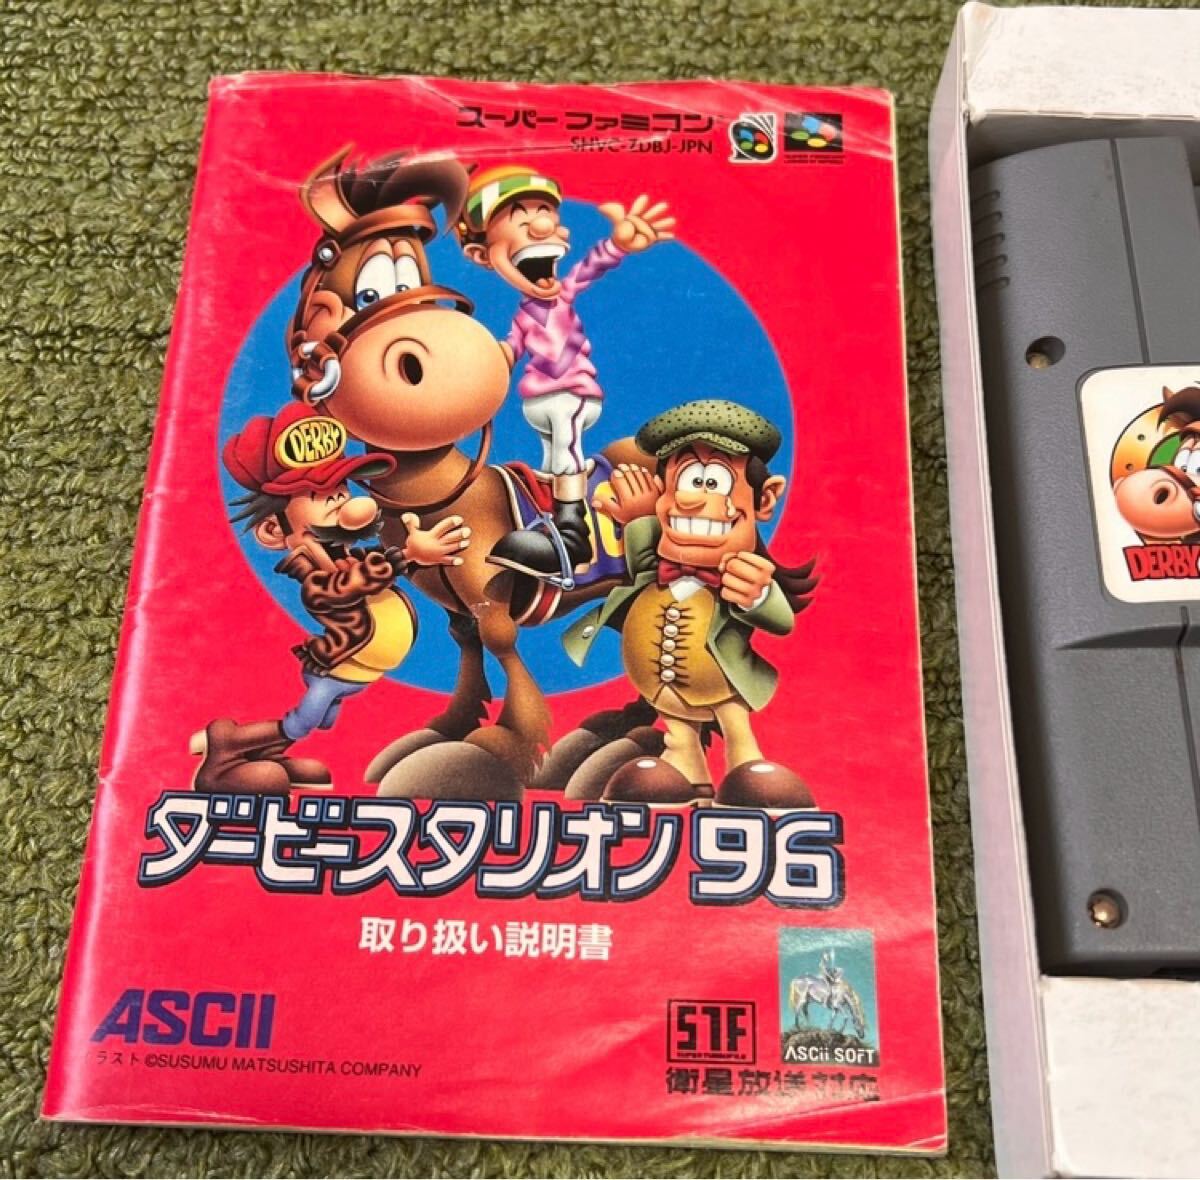 スーパーファミコン
SHVC-ZDBJ-JPN
DERBY
ダービースタリオン96
取り扱い説明書
ASCII
ラスト ©SUSUMU MATSUSHITA COMPANY
STF
ASCII SOFT
衛星放送対応
DERBY